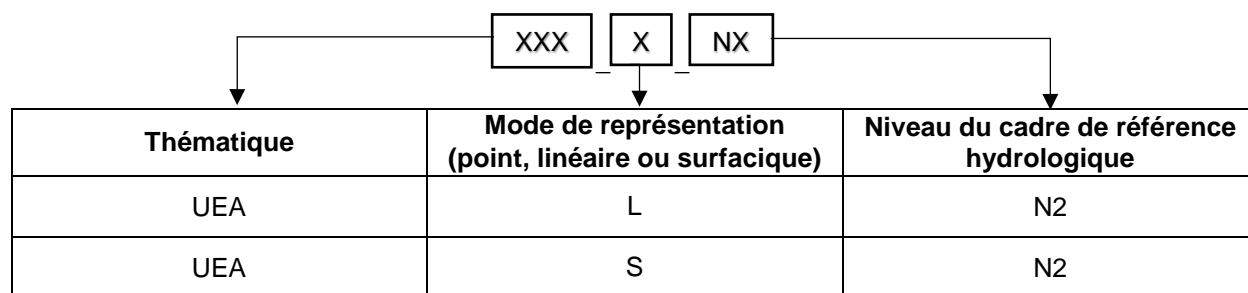 XXX _ X _ NX
Thématique
Mode de représentation
(point, linéaire ou surfacique)
Niveau du cadre de référence
hydrologique
UEA L N2
UEA S N2